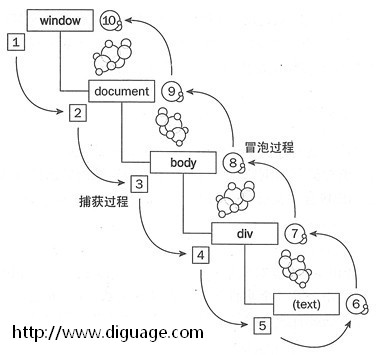 window
10
1
document
9
2
冒泡过程
body
8
3
捕获过程
div
7
4
(text)
6
5
http://www.diguage.com